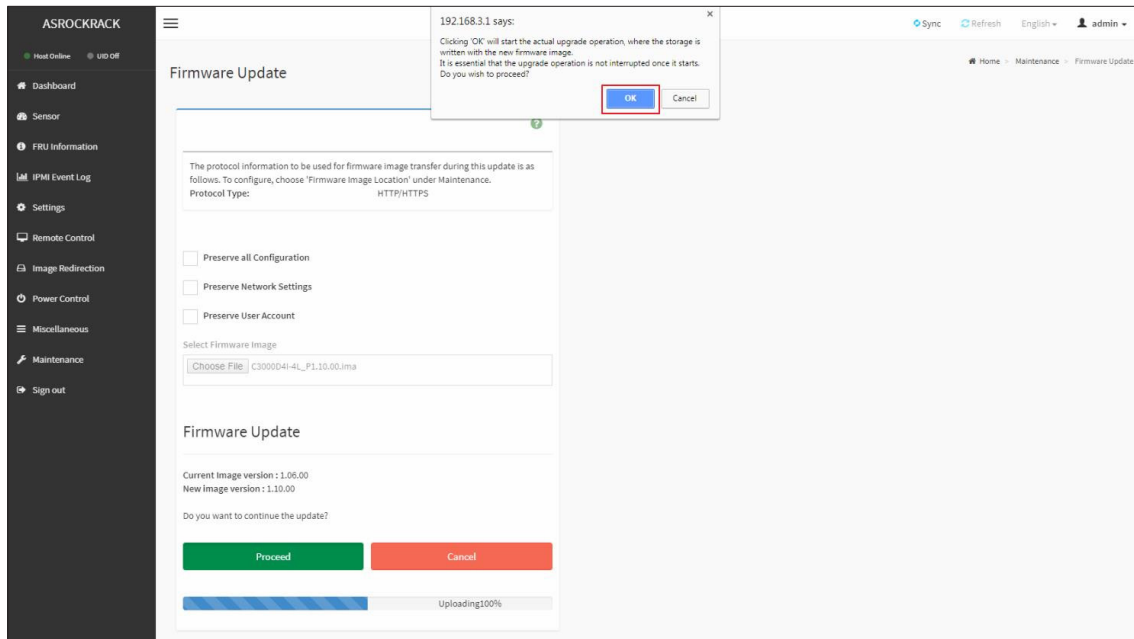 ASROCKRACK
Host Online UID Off
Dashboard
Sensor
FRU Information
IPMI Event Log
Settings
Remote Control
Image Redirection
Power Control
Miscellaneous
Maintenance
Sign out
Sync Refresh English admin
Home > Maintenance > Firmware Update
192.168.3.1 says:
×
Clicking 'OK' will start the actual upgrade operation, where the storage is
written with the new firmware image.
It is essential that the upgrade operation is not interrupted once it starts.
Do you wish to proceed?
OK Cancel
Firmware Update
?
The protocol information to be used for firmware image transfer during this update is as
follows. To configure, choose 'Firmware Image Location' under Maintenance.
Protocol Type: HTTP/HTTPS
Preserve all Configuration
Preserve Network Settings
Preserve User Account
Select Firmware Image
Choose File C3000D4I-4L_P1.10.00.ima
Firmware Update
Current Image version : 1.06.00
New image version : 1.10.00
Do you want to continue the update?
Proceed Cancel
Uploading100%